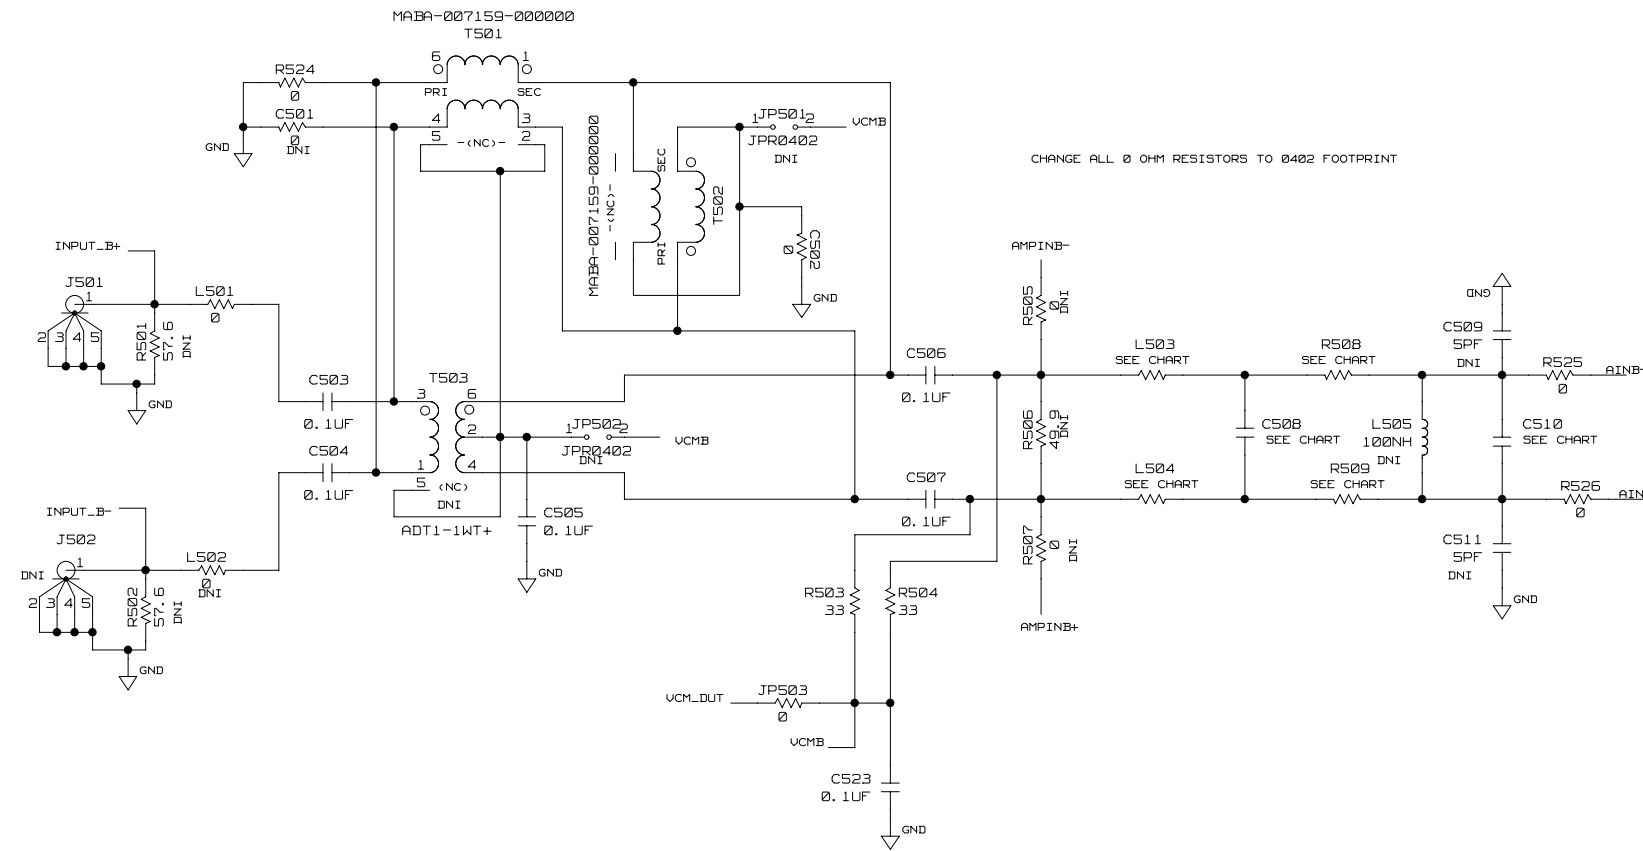 MABA-007159-000000
T501
6
1
R524
0
PRI
SEC
C501
0
DNI
4
3
5
2
-(NC)-
GND
JP501
1
2
VCMB
JPR0402
DNI
MABA-007159-000000
-(NC)-
SEC
PRI
T502
C502
0
GND
CHANGE ALL 0 OHM RESISTORS TO 0402 FOOTPRINT
INPUT_B+
J501
1
2
3
4
5
R501
57.6
DNI
GND
L501
0
C503
0.1UF
C504
0.1UF
T503
3
6
2
1
4
5
(NC)
DNI
ADT1-1WT+
JP502
1
2
JPR0402
DNI
VCMB
C505
0.1UF
GND
INPUT_B-
J502
DNI
1
2
3
4
5
R502
57.6
DNI
GND
L502
0
DNI
C506
0.1UF
C507
0.1UF
AMPINB-
R505
0
DNI
R506
49.9
DNI
R507
0
DNI
AMPINB+
L503
SEE CHART
L504
SEE CHART
R508
SEE CHART
R509
SEE CHART
C508
SEE CHART
L505
100NH
DNI
GND
C509
5PF
DNI
C510
SEE CHART
C511
5PF
DNI
GND
R525
0
AINB-
R526
0
AIN
R503
33
R504
33
VCM_DUT
JP503
0
VCMB
C523
0.1UF
GND